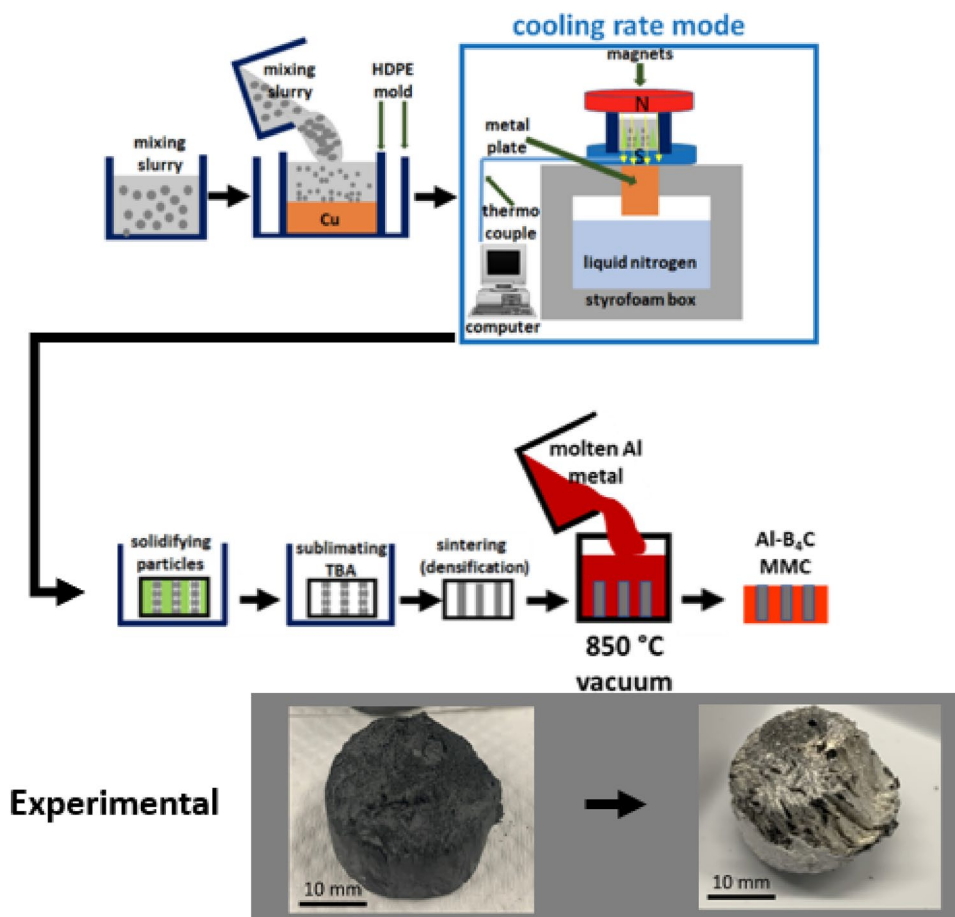 cooling rate mode
mixing
slurry
mixing
slurry
HDPE
mold
Cu
magnets
N
S
metal
plate
thermo
couple
computer
liquid nitrogen
styrofoam box
solidifying
particles
sublimating
TBA
sintering
(densification)
molten Al
metal
850 °C
vacuum
Al-B₄C
MMC
Experimental
10 mm
10 mm